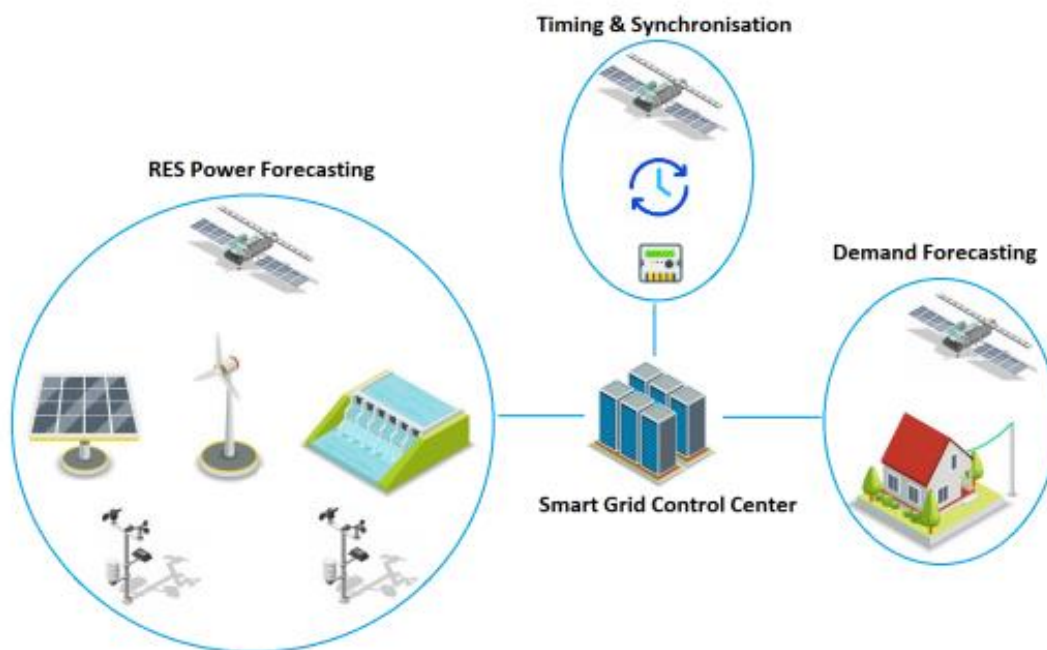 Timing & Synchronisation
RES Power Forecasting
Demand Forecasting
Smart Grid Control Center